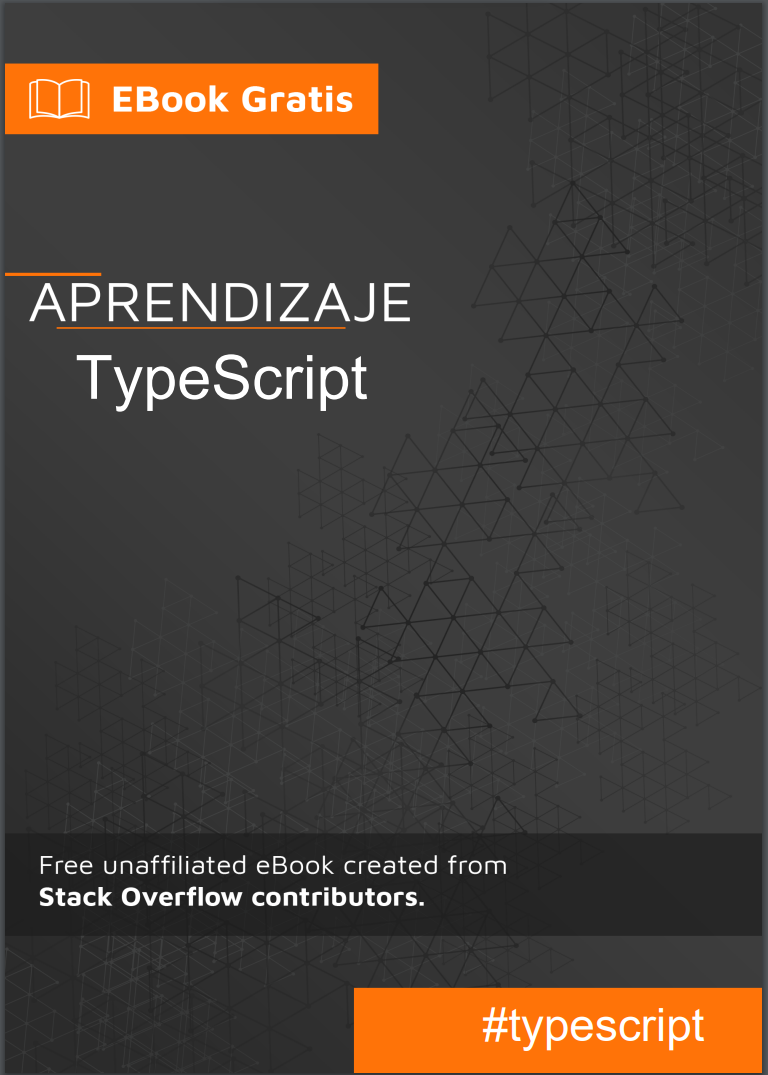 EBook Gratis
APRENDIZAJE
TypeScript
Free unaffiliated eBook created from
Stack Overflow contributors.
#typescript